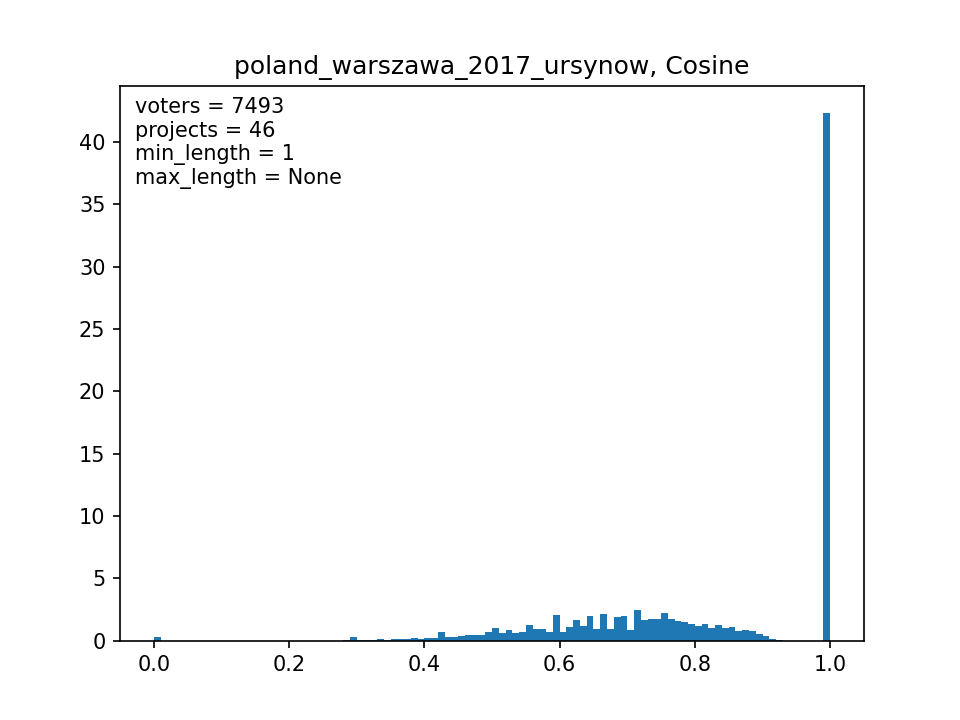 poland_warszawa_2017_ursynow, Cosine
voters = 7493
projects = 46
min_length = 1
max_length = None
40
35
30
25
20
15
10
5
0
0.0 0.2 0.4 0.6 0.8 1.0